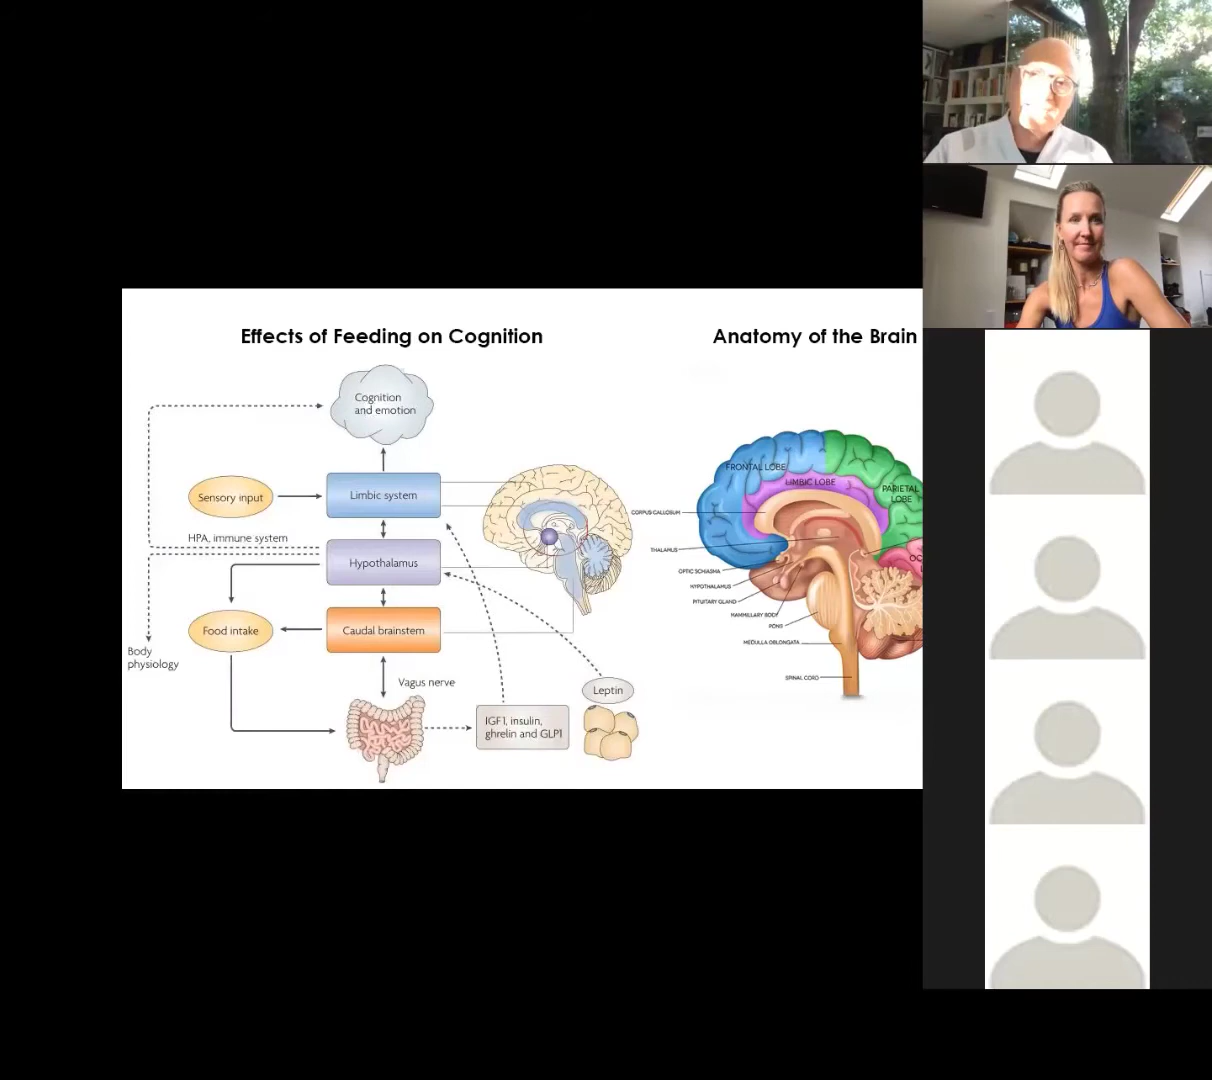 Effects of Feeding on Cognition
Cognition
and emotion
Sensory input
Limbic system
HPA, immune system
Hypothalamus
Food intake
Caudal brainstem
Body
physiology
Vagus nerve
IGF1, insulin,
ghrelin and GLP1
Leptin
Anatomy of the Brain
FRONTAL LOBE
LIMBIC LOBE
PARIETAL
LOBE
CORPUS CALLOSUM
THALAMUS
OPTIC SCHIASMA
HYPOTHALAMUS
PITUITARY GLAND
MAMMILLARY BODY
PONS
MEDULLA OBLONGATA
SPINAL CORD